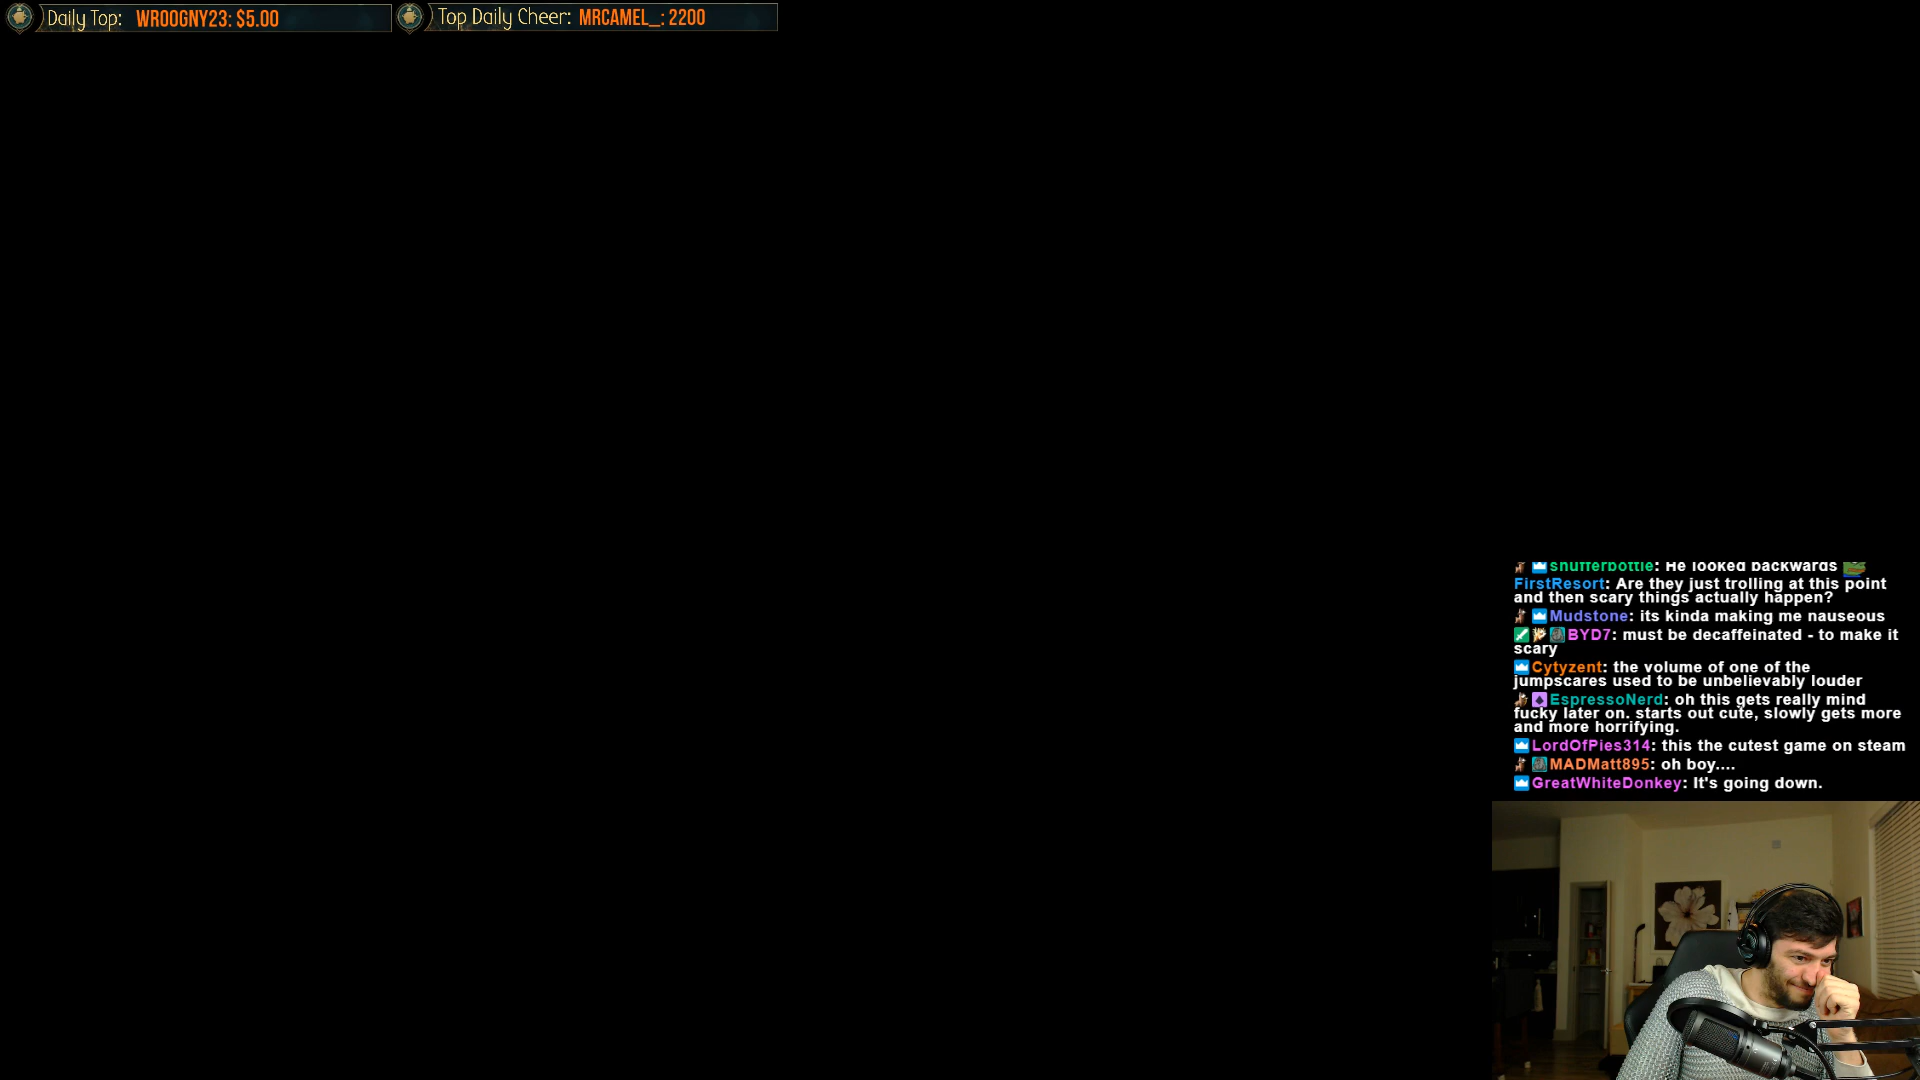 Daily Top: WROOGNY23: $5.00
Top Daily Cheer: MRCAMEL_: 2200
snufferbottle: He looked backwards
FirstResort: Are they just trolling at this point
and then scary things actually happen?
Mudstone: its kinda making me nauseous
BYD7: must be decaffeinated - to make it
scary
Cytyzent: the volume of one of the
jumpscares used to be unbelievably louder
EspressoNerd: oh this gets really mind
fucky later on. starts out cute, slowly gets more
and more horrifying.
LordOfPies314: this the cutest game on steam
MADMatt895: oh boy....
GreatWhiteDonkey: It's going down.